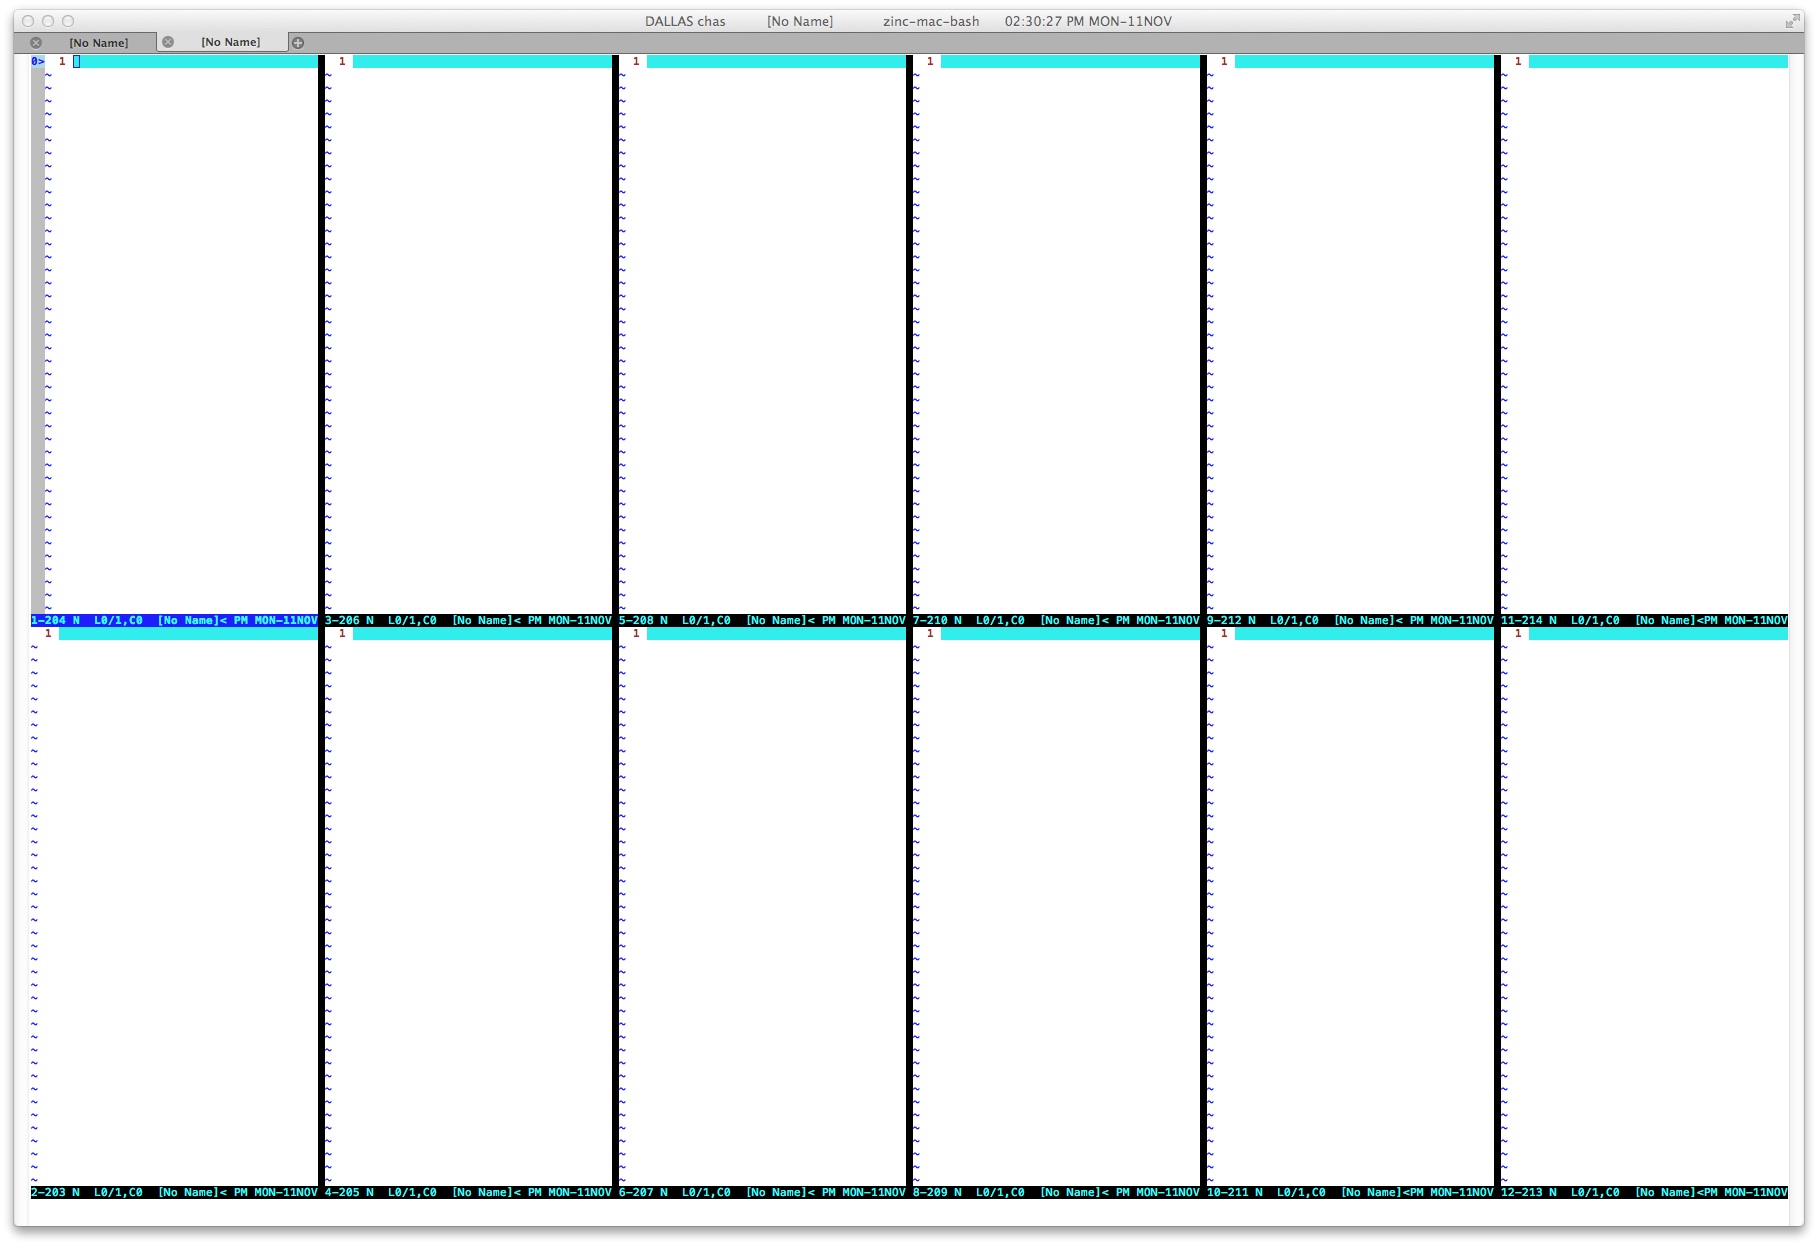 DALLAS chas [No Name] zinc-mac-bash 02:30:27 PM MON-11NOV
[No Name] [No Name]
0> 1 1 1 1 1 1
~ ~ ~ ~ ~ ~
1-204 N L0/1,C0 [No Name]< PM MON-11NOV 3-206 N L0/1,C0 [No Name]< PM MON-11NOV 5-208 N L0/1,C0 [No Name]< PM MON-11NOV 7-210 N L0/1,C0 [No Name]< PM MON-11NOV 9-212 N L0/1,C0 [No Name]< PM MON-11NOV 11-214 N L0/1,C0 [No Name]<PM MON-11NOV
1 1 1 1 1 1
~ ~ ~ ~ ~ ~
2-203 N L0/1,C0 [No Name]< PM MON-11NOV 4-205 N L0/1,C0 [No Name]< PM MON-11NOV 6-207 N L0/1,C0 [No Name]< PM MON-11NOV 8-209 N L0/1,C0 [No Name]< PM MON-11NOV 10-211 N L0/1,C0 [No Name]<PM MON-11NOV 12-213 N L0/1,C0 [No Name]<PM MON-11NOV